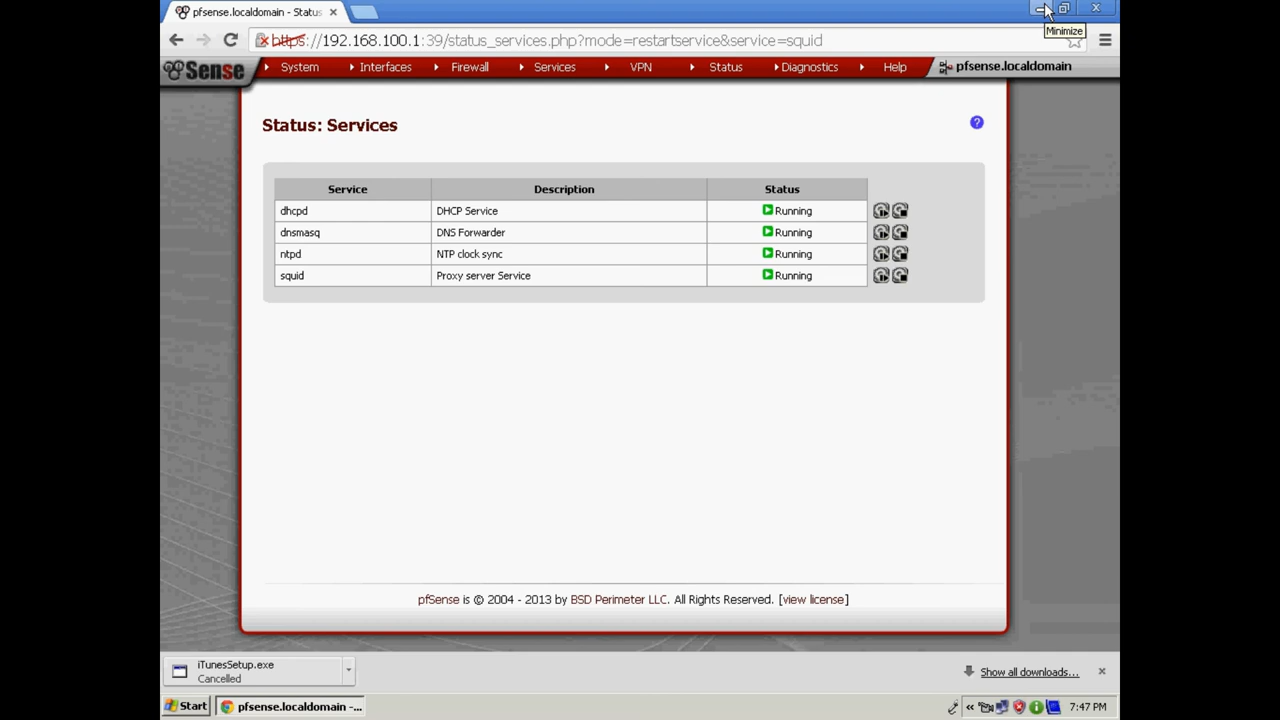 pfsense.localdomain - Status
Minimize
https://192.168.100.1:39/status_services.php?mode=restartservice&service=squid
Sense System Interfaces Firewall Services VPN Status Diagnostics Help pfsense.localdomain
Status: Services
?
Service Description Status
dhcpd DHCP Service Running
dnsmasq DNS Forwarder Running
ntpd NTP clock sync Running
squid Proxy server Service Running
pfSense is © 2004 - 2013 by BSD Perimeter LLC. All Rights Reserved. [view license]
iTunesSetup.exe
Cancelled
Show all downloads...
Start pfsense.localdomain -... « 7:47 PM